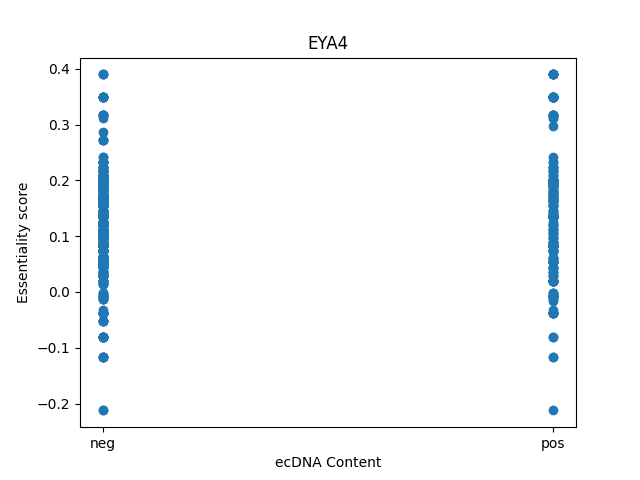 EYA4
0.4
0.3
0.2
0.1
0.0
−0.1
−0.2
Essentiality score
neg
pos
ecDNA Content